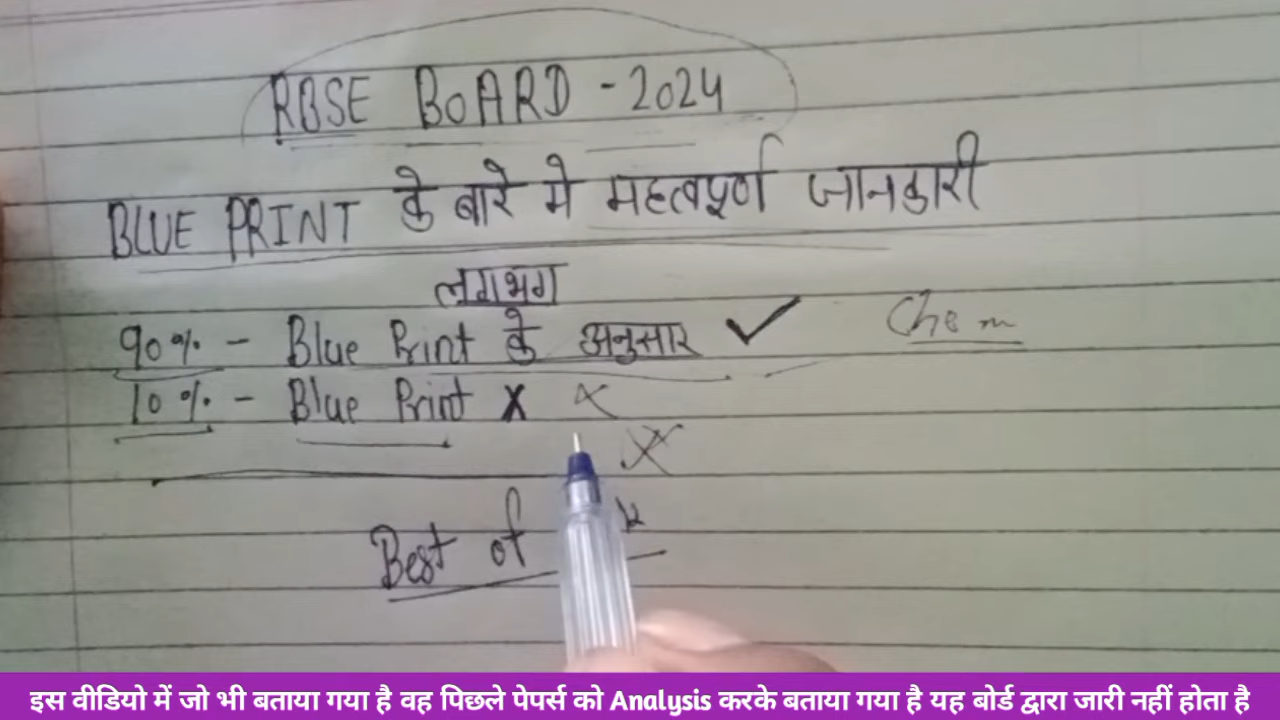 RBSE BOARD - 2024
BLUE PRINT के बारे मे महत्वपूर्ण जानकारी
लगभग
90% - Blue Print के अनुसार ✓ Chem
10% - Blue Print x x
x
Best of
इस वीडियो में जो भी बताया गया है वह पिछले पेपर्स को Analysis करके बताया गया है यह बोर्ड द्वारा जारी नहीं होता है